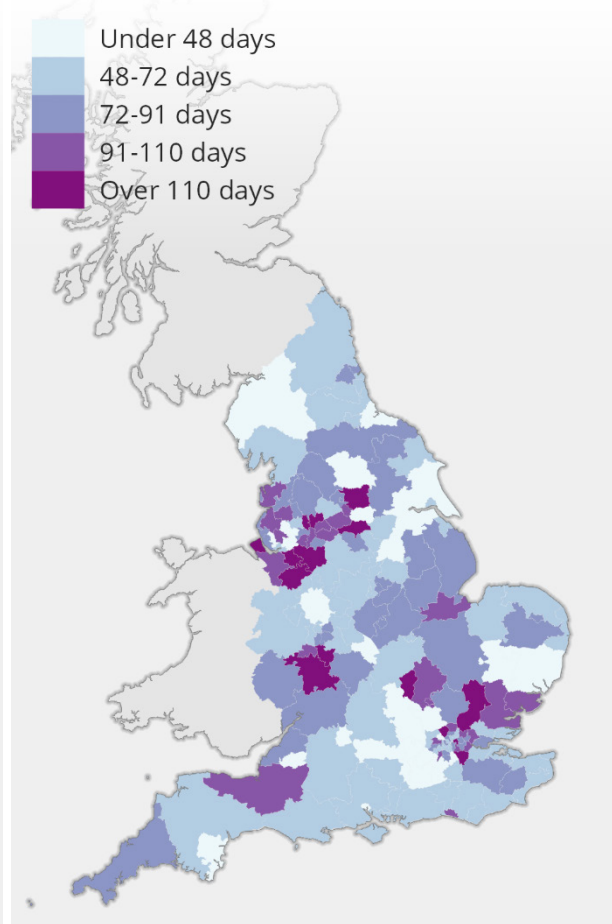 Under 48 days
48-72 days
72-91 days
91-110 days
Over 110 days